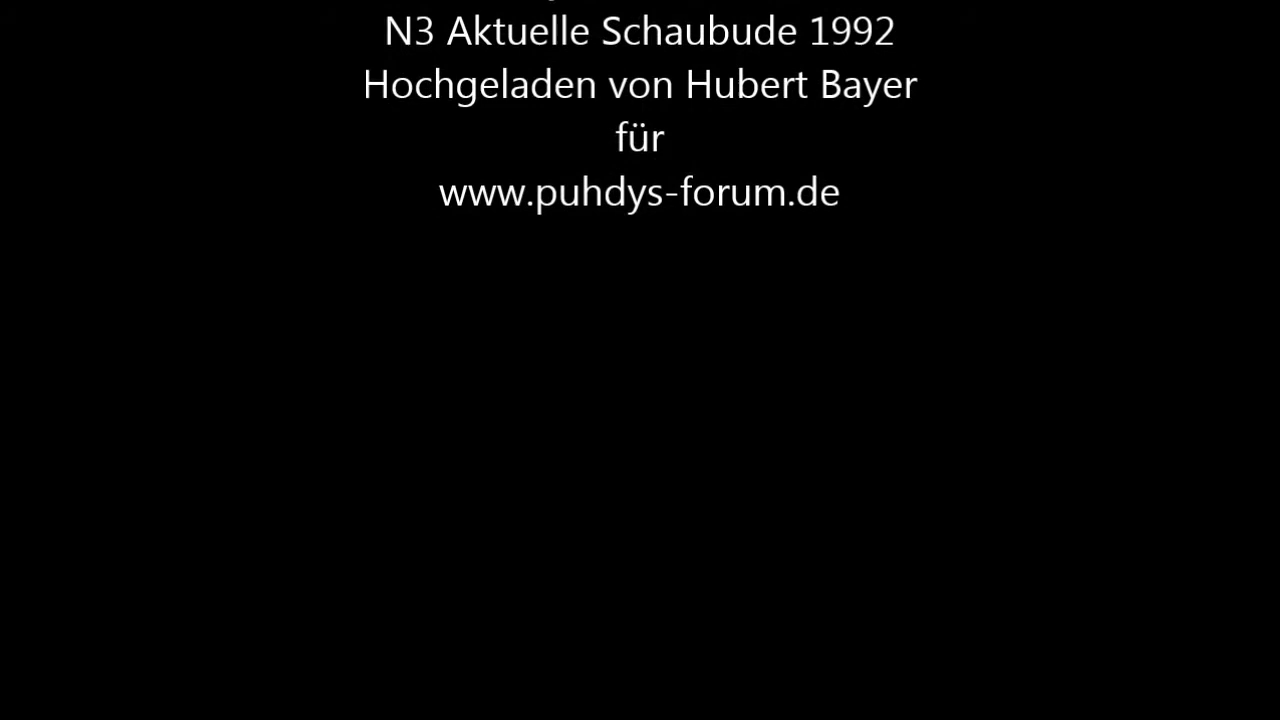 N3 Aktuelle Schaubude 1992
Hochgeladen von Hubert Bayer
für
www.puhdys-forum.de